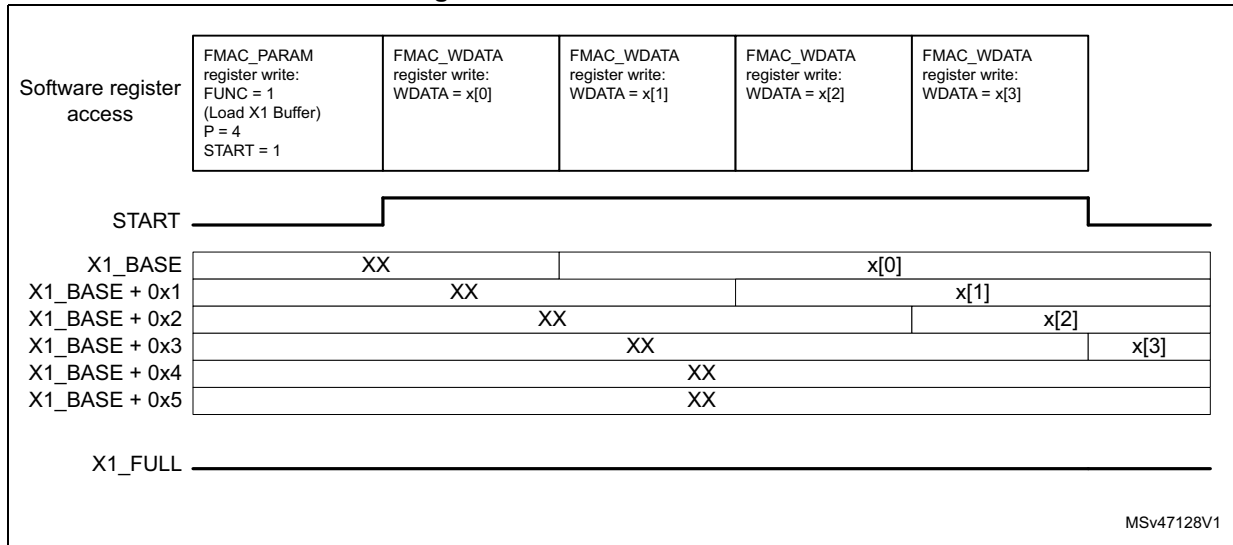 Software register
access
FMAC_PARAM
register write:
FUNC = 1
(Load X1 Buffer)
P = 4
START = 1
FMAC_WDATA
register write:
WDATA = x[0]
FMAC_WDATA
register write:
WDATA = x[1]
FMAC_WDATA
register write:
WDATA = x[2]
FMAC_WDATA
register write:
WDATA = x[3]
START
X1_BASE XX x[0]
X1_BASE + 0x1 XX x[1]
X1_BASE + 0x2 XX x[2]
X1_BASE + 0x3 XX x[3]
X1_BASE + 0x4 XX
X1_BASE + 0x5 XX
X1_FULL
MSv47128V1